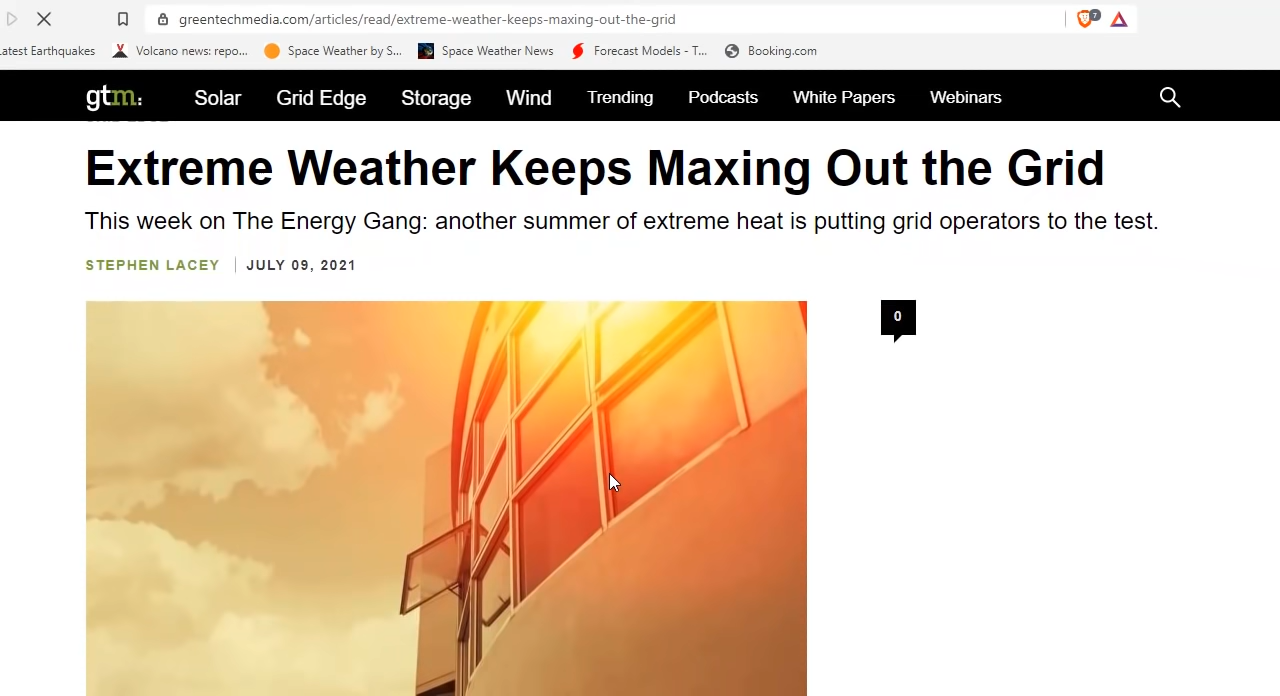 greentechmedia.com/articles/read/extreme-weather-keeps-maxing-out-the-grid
7
atest Earthquakes Volcano news: repo... Space Weather by S... Space Weather News Forecast Models - T... Booking.com
gtm: Solar Grid Edge Storage Wind Trending Podcasts White Papers Webinars
Extreme Weather Keeps Maxing Out the Grid
This week on The Energy Gang: another summer of extreme heat is putting grid operators to the test.
STEPHEN LACEY JULY 09, 2021
0